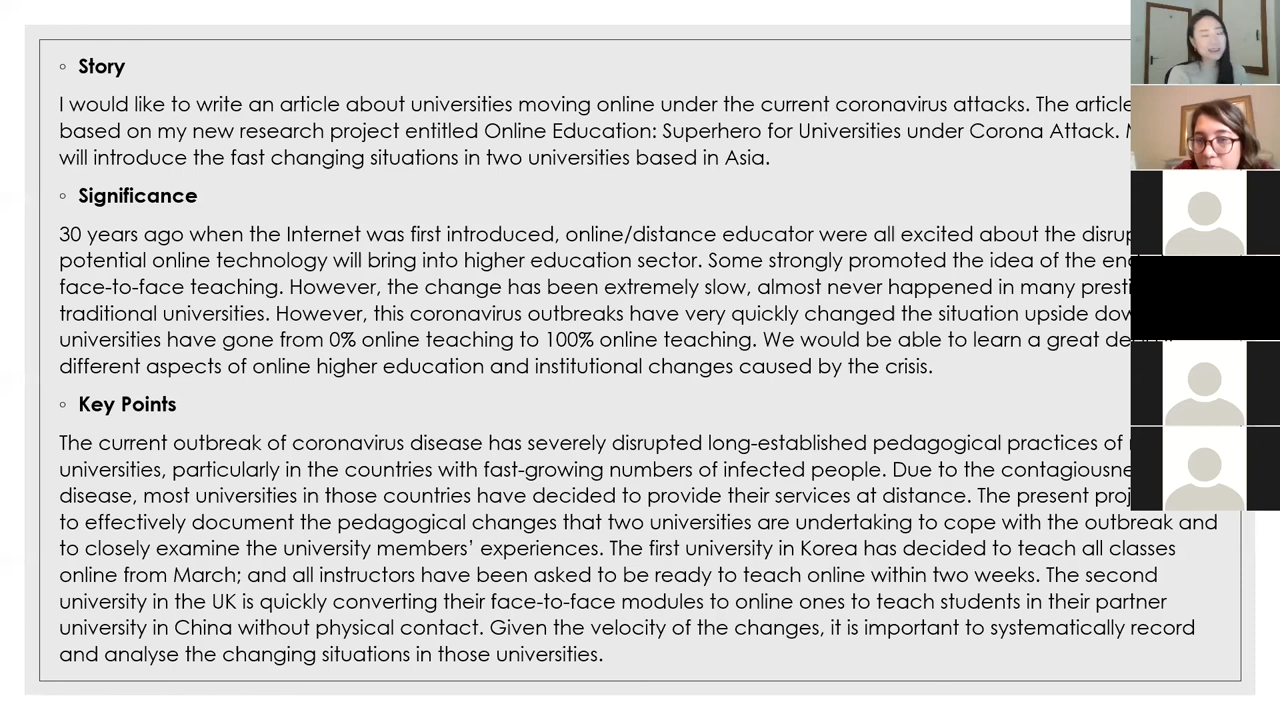 Story
I would like to write an article about universities moving online under the current coronavirus attacks. The article
based on my new research project entitled Online Education: Superhero for Universities under Corona Attack.
will introduce the fast changing situations in two universities based in Asia.
Significance
30 years ago when the Internet was first introduced, online/distance educator were all excited about the
potential online technology will bring into higher education sector. Some strongly promoted the idea of the
face-to-face teaching. However, the change has been extremely slow, almost never happened in many
traditional universities. However, this coronavirus outbreaks have very quickly changed the situation upside
universities have gone from 0% online teaching to 100% online teaching. We would be able to learn a great
different aspects of online higher education and institutional changes caused by the crisis.
Key Points
The current outbreak of coronavirus disease has severely disrupted long-established pedagogical practices of
universities, particularly in the countries with fast-growing numbers of infected people. Due to the
disease, most universities in those countries have decided to provide their services at distance. The present
to effectively document the pedagogical changes that two universities are undertaking to cope with the outbreak and
to closely examine the university members’ experiences. The first university in Korea has decided to teach all classes
online from March; and all instructors have been asked to be ready to teach online within two weeks. The second
university in the UK is quickly converting their face-to-face modules to online ones to teach students in their partner
university in China without physical contact. Given the velocity of the changes, it is important to systematically record
and analyse the changing situations in those universities.